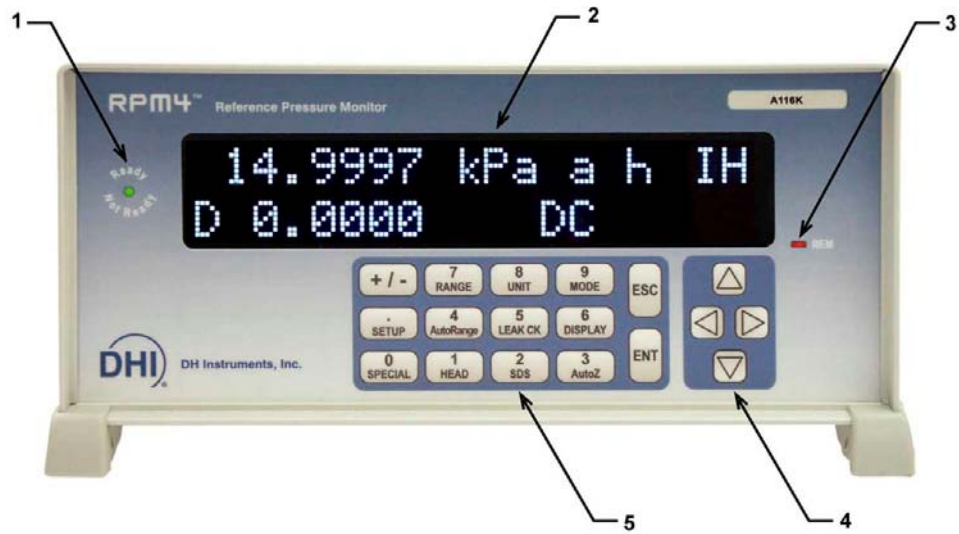 1
2
3
RPM4™ Reference Pressure Monitor
A116K
Ready
Not Ready
14.9997 kPa a h IH
D 0.0000 DC
REM
+ / -
7 8 9
RANGE UNIT MODE
ESC
. 4 5 6
SETUP AutoRange LEAK CK DISPLAY
ENT
0 1 2 3
SPECIAL HEAD SDS AutoZ
DHI®
DH Instruments, Inc.
5
4